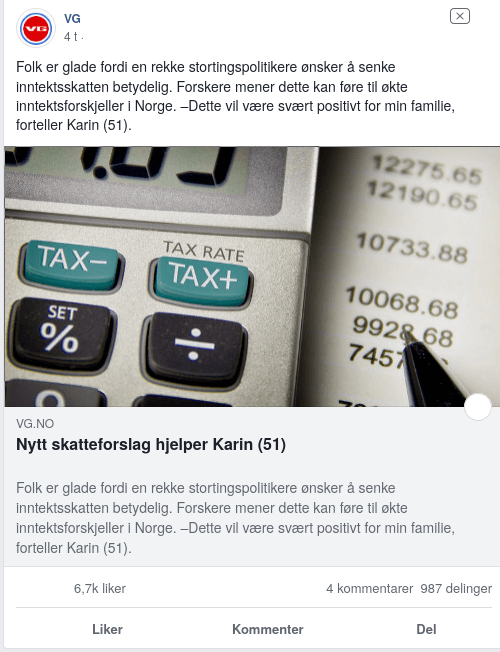 VG
VG
4 t ·
Folk er glade fordi en rekke stortingspolitikere ønsker å senke
inntektsskatten betydelig. Forskere mener dette kan føre til økte
inntektsforskjeller i Norge. –Dette vil være svært positivt for min familie,
forteller Karin (51).
TAX−
TAX RATE
TAX+
SET
%
÷
12275.65
12190.65
10733.88
10068.68
9928.68
7457
VG.NO
Nytt skatteforslag hjelper Karin (51)
Folk er glade fordi en rekke stortingspolitikere ønsker å senke
inntektsskatten betydelig. Forskere mener dette kan føre til økte
inntektsforskjeller i Norge. –Dette vil være svært positivt for min familie,
forteller Karin (51).
6,7k liker
4 kommentarer 987 delinger
Liker Kommenter Del